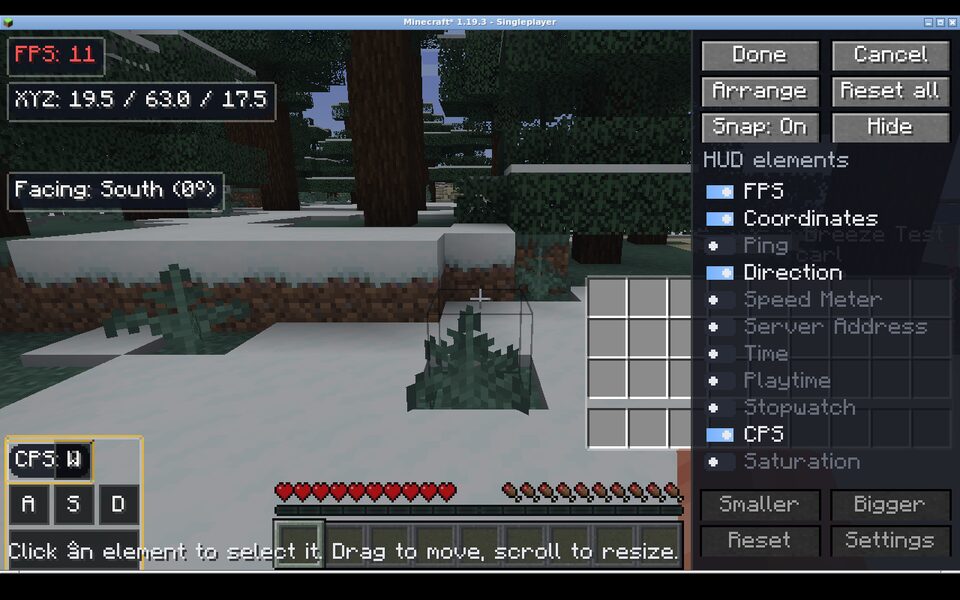 Minecraft* 1.19.3 - Singleplayer
FPS: 11
XYZ: 19.5 / 63.0 / 17.5
Facing: South (0°)
Done
Cancel
Arrange
Reset all
Snap: On
Hide
HUD elements
FPS
Coordinates
Ping
Direction
Speed Meter
Server Address
Time
Playtime
Stopwatch
CPS
Saturation
Smaller
Bigger
Reset
Settings
Breeze Test
CPS: W
A S D
Click an element to select it. Drag to move, scroll to resize.